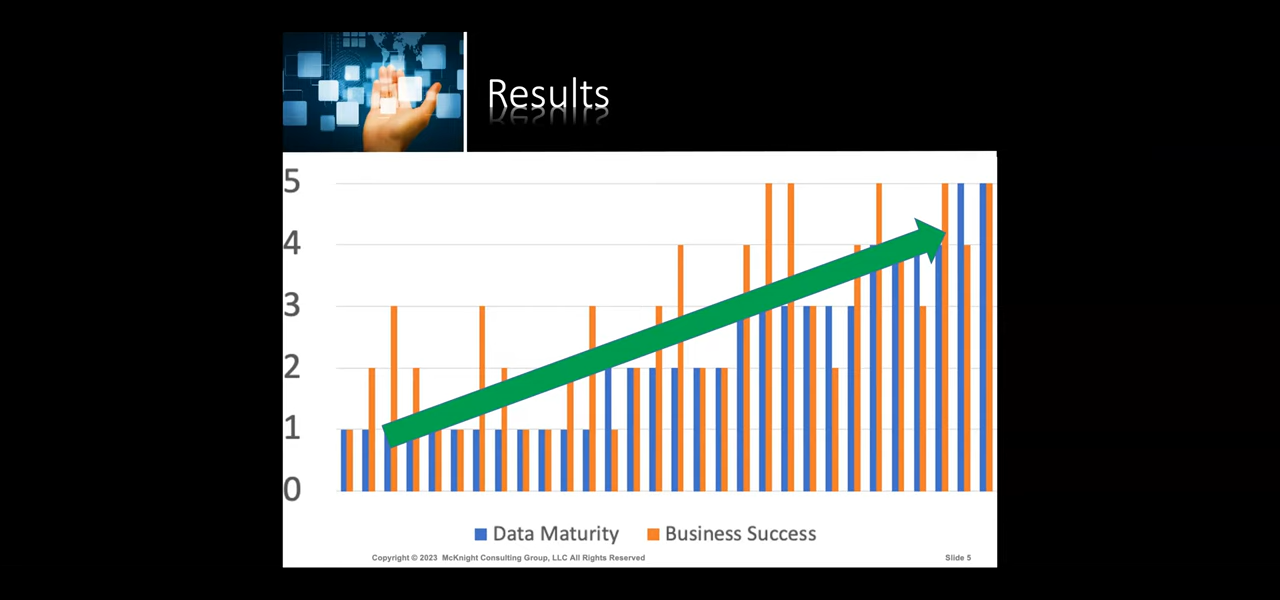 Results
5
4
3
2
1
0
Data Maturity Business Success
Copyright © 2023 McKnight Consulting Group, LLC All Rights Reserved Slide 5